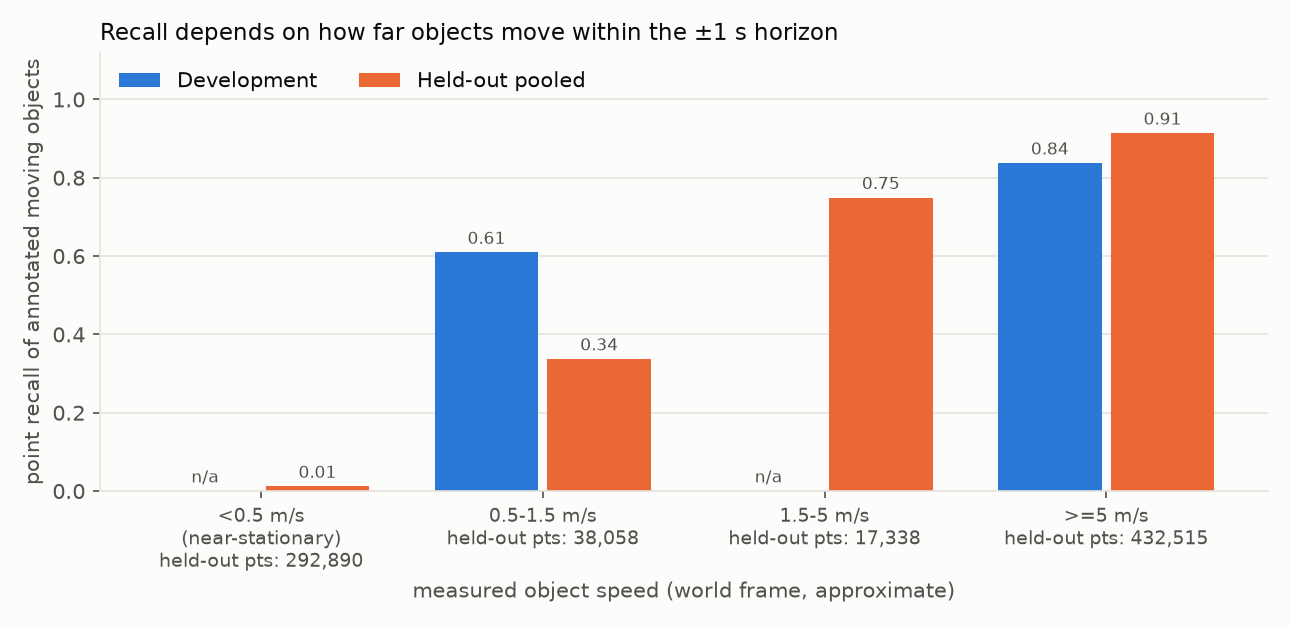 Recall depends on how far objects move within the ±1 s horizon
Development
Held-out pooled
point recall of annotated moving objects
1.0
0.8
0.6
0.4
0.2
0.0
n/a
0.01
0.61
0.34
n/a
0.75
0.84
0.91
<0.5 m/s
(near-stationary)
held-out pts: 292,890
0.5-1.5 m/s
held-out pts: 38,058
1.5-5 m/s
held-out pts: 17,338
>=5 m/s
held-out pts: 432,515
measured object speed (world frame, approximate)